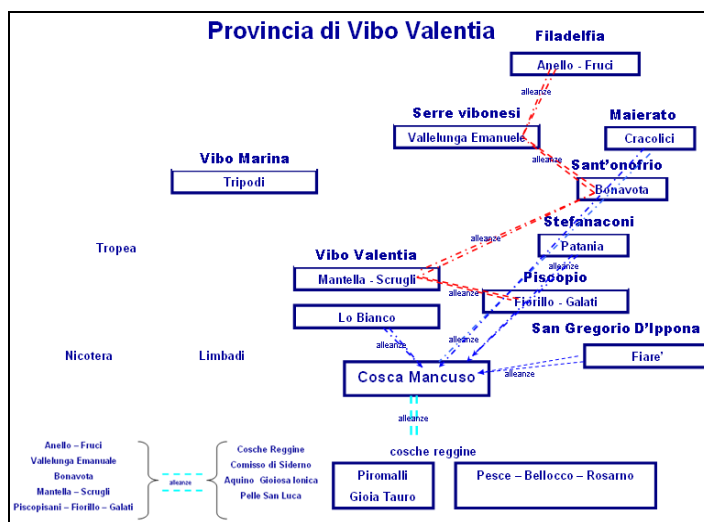 Provincia di Vibo Valentia
Filadelfia
Anello - Fruci
alleanze
Serre vibonesi
Vallelunga Emanuele
Maierato
Cracolici
alleanze
Vibo Marina
Tripodi
Sant'onofrio
Bonavota
Stefanaconi
Patania
alleanze
alleanze
Tropea
Vibo Valentia
Mantella - Scrugli
alleanze
Piscopio
Fiorillo - Galati
Lo Bianco
alleanze
alleanze
San Gregorio D'Ippona
Fiare'
alleanze
Nicotera
Limbadi
Cosca Mancuso
alleanze
cosche reggine
Piromalli
Gioia Tauro
Pesce – Bellocco – Rosarno
Anello – Fruci
Vallelunga Emanuale
Bonavota
Mantella – Scrugli
Piscopisani – Fiorillo – Galati
alleanze
Cosche Reggine
Comisso di Siderno
Aquino Gioiosa Ionica
Pelle San Luca